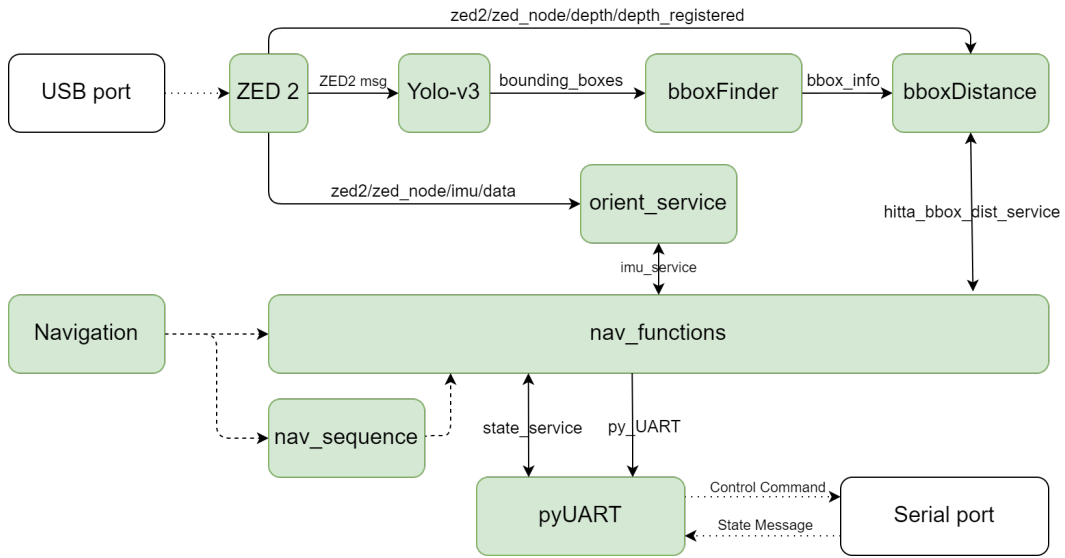 zed2/zed_node/depth/depth_registered
USB port
ZED 2
ZED2 msg
Yolo-v3
bounding_boxes
bboxFinder
bbox_info
bboxDistance
zed2/zed_node/imu/data
orient_service
hitta_bbox_dist_service
imu_service
Navigation
nav_functions
nav_sequence
state_service
py_UART
pyUART
Control Command
State Message
Serial port